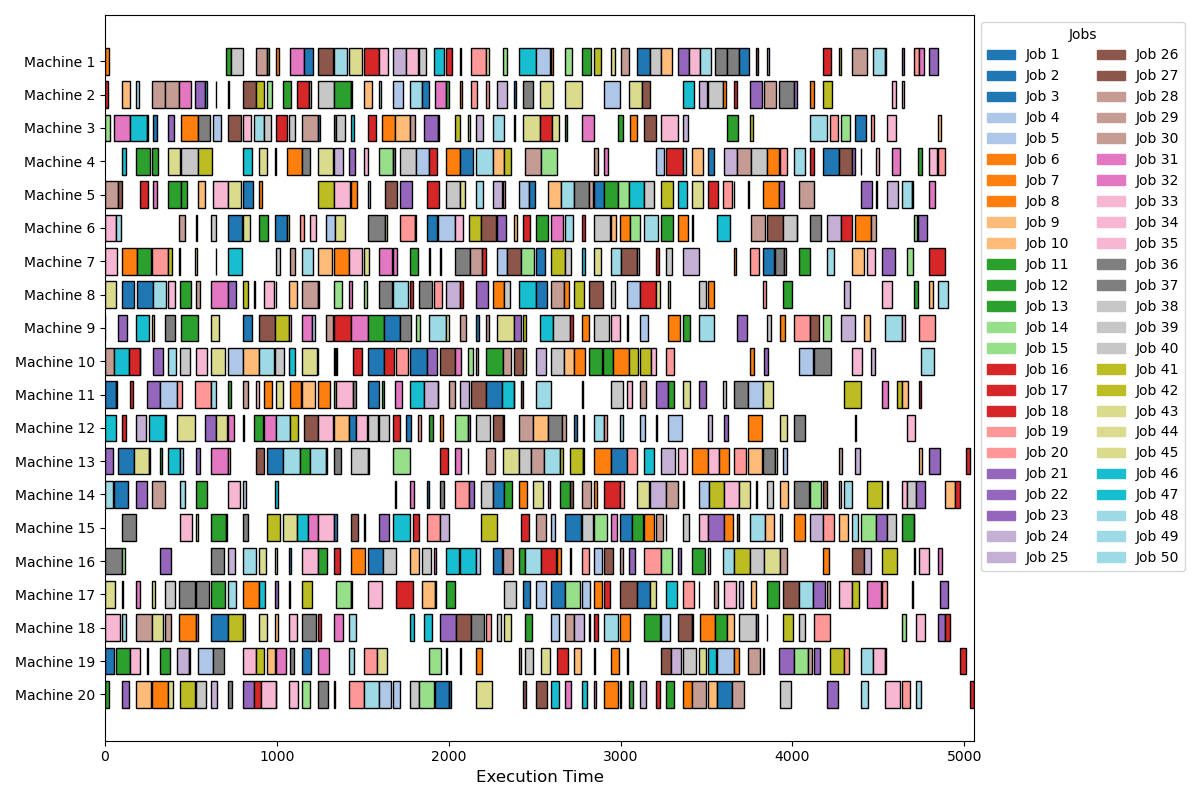 Machine 1
Machine 2
Machine 3
Machine 4
Machine 5
Machine 6
Machine 7
Machine 8
Machine 9
Machine 10
Machine 11
Machine 12
Machine 13
Machine 14
Machine 15
Machine 16
Machine 17
Machine 18
Machine 19
Machine 20
0 1000 2000 3000 4000 5000
Execution Time
Jobs
Job 1 Job 26
Job 2 Job 27
Job 3 Job 28
Job 4 Job 29
Job 5 Job 30
Job 6 Job 31
Job 7 Job 32
Job 8 Job 33
Job 9 Job 34
Job 10 Job 35
Job 11 Job 36
Job 12 Job 37
Job 13 Job 38
Job 14 Job 39
Job 15 Job 40
Job 16 Job 41
Job 17 Job 42
Job 18 Job 43
Job 19 Job 44
Job 20 Job 45
Job 21 Job 46
Job 22 Job 47
Job 23 Job 48
Job 24 Job 49
Job 25 Job 50